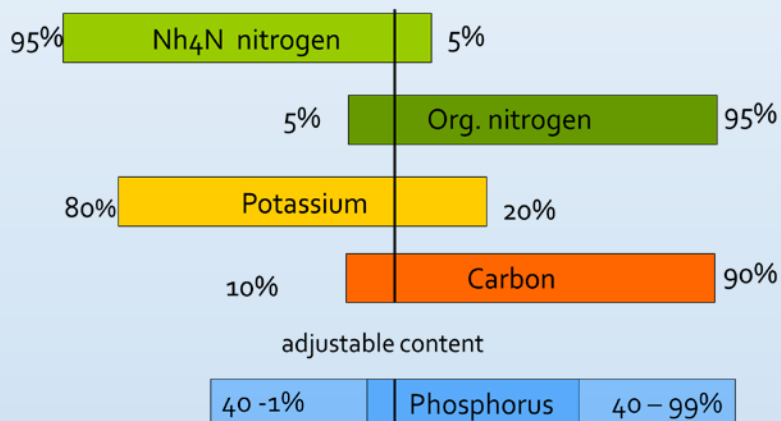 95% Nh4N nitrogen 5%
5% Org. nitrogen 95%
80% Potassium 20%
10% Carbon 90%
adjustable content
40 -1% Phosphorus 40 – 99%